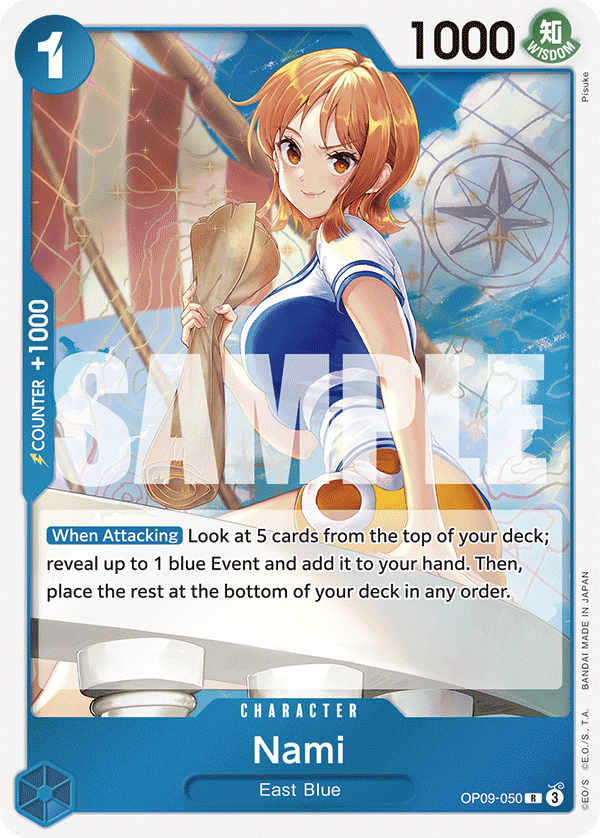 1
1000
知
WISDOM
Pisuke
COUNTER +1000
SAMPLE
When Attacking Look at 5 cards from the top of your deck;
reveal up to 1 blue Event and add it to your hand. Then,
place the rest at the bottom of your deck in any order.
©EO/S ©E.O./S., T.A. BANDAI MADE IN JAPAN
CHARACTER
Nami
East Blue
OP09-050 R 3